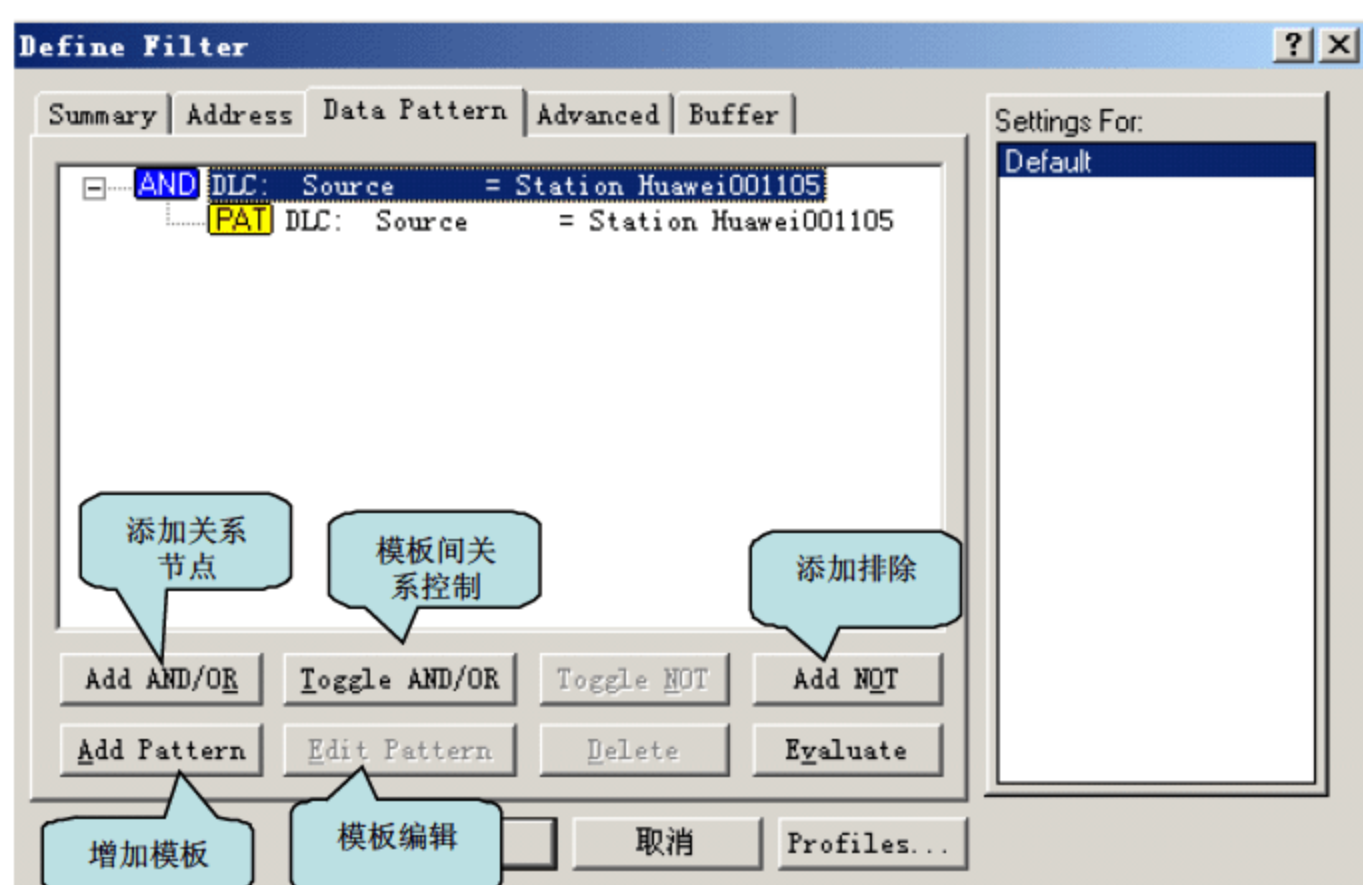 Define Filter
Summary Address Data Pattern Advanced Buffer
Settings For:
Default
AND DLC: Source = Station Huawei001105
PAT DLC: Source = Station Huawei001105
添加关系
节点
模板间关
系控制
添加排除
Add AND/OR Toggle AND/OR Toggle NOT Add NOT
Add Pattern Edit Pattern Delete Evaluate
增加模板
模板编辑
取消 Profiles...